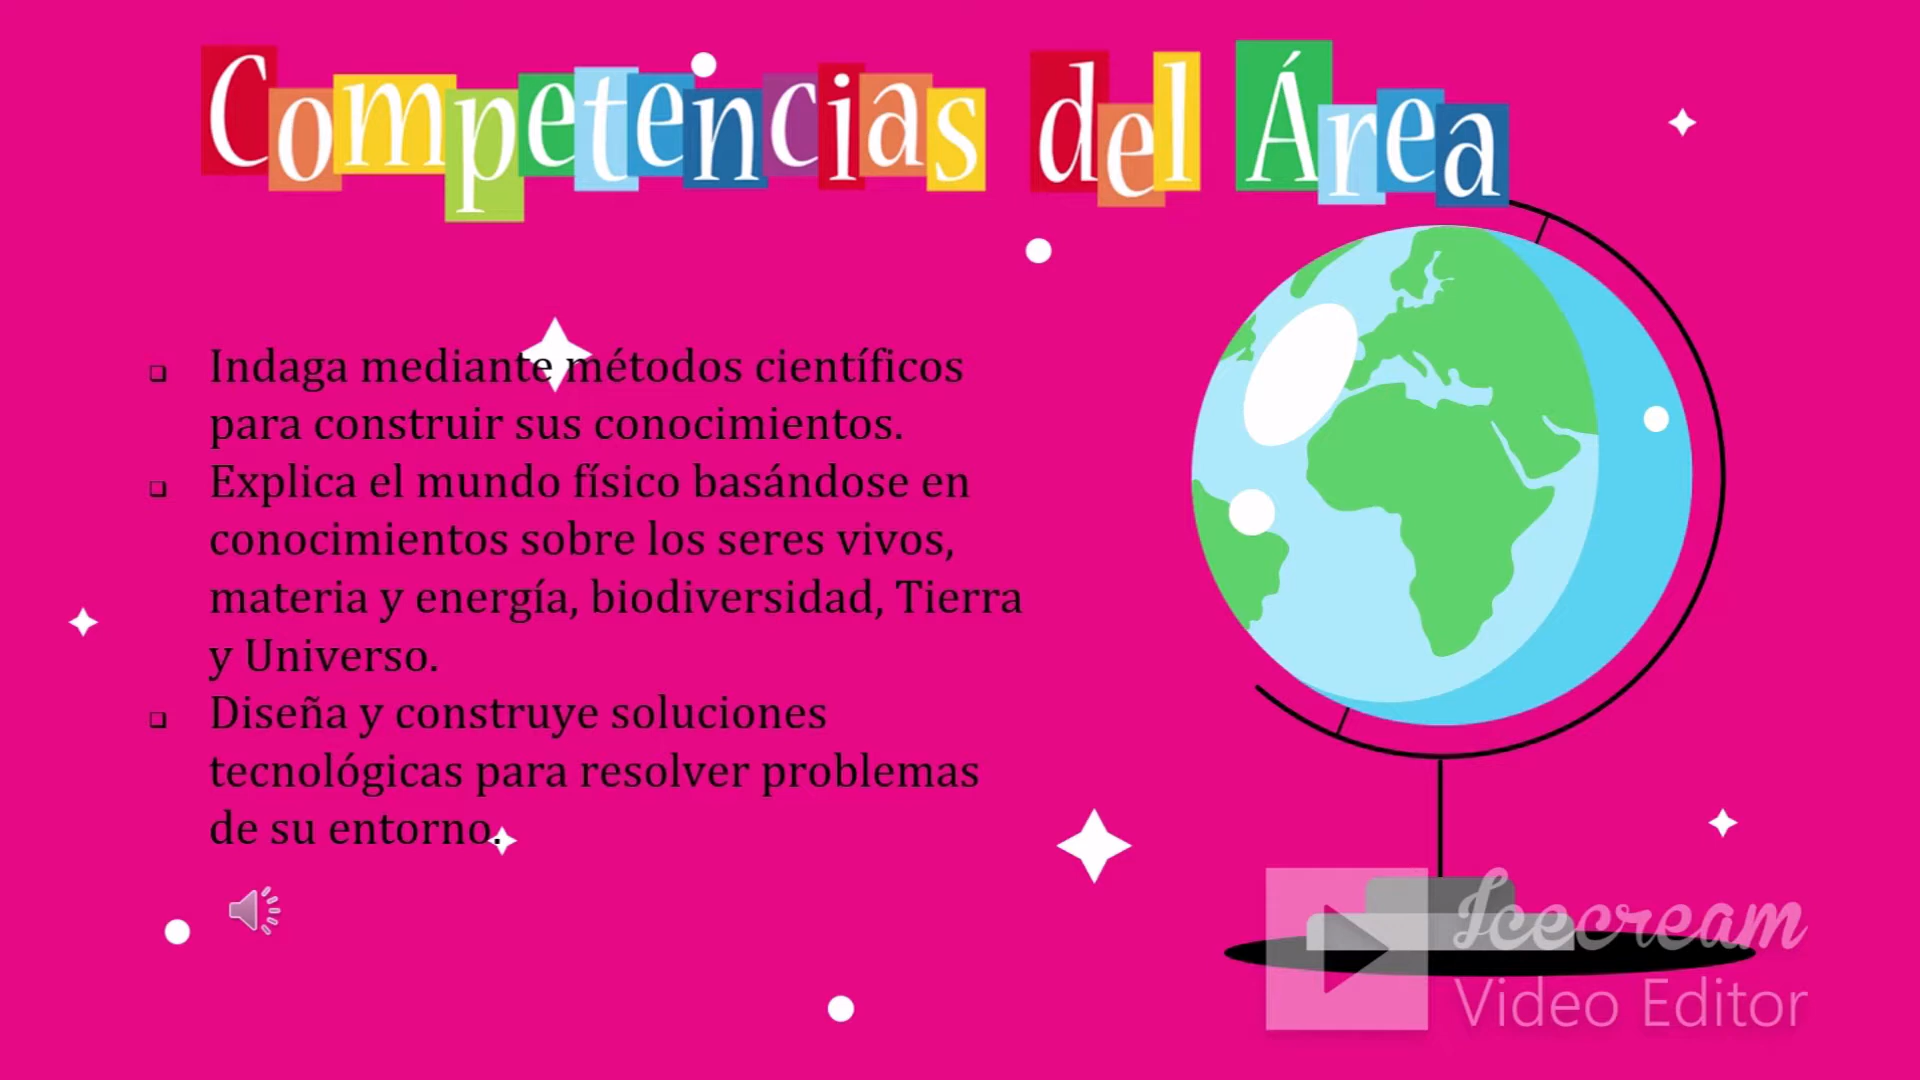 Competencias del Área
❑ Indaga mediante métodos científicos
para construir sus conocimientos.
❑ Explica el mundo físico basándose en
conocimientos sobre los seres vivos,
materia y energía, biodiversidad, Tierra
y Universo.
❑ Diseña y construye soluciones
tecnológicas para resolver problemas
de su entorno.
Icecream
Video Editor